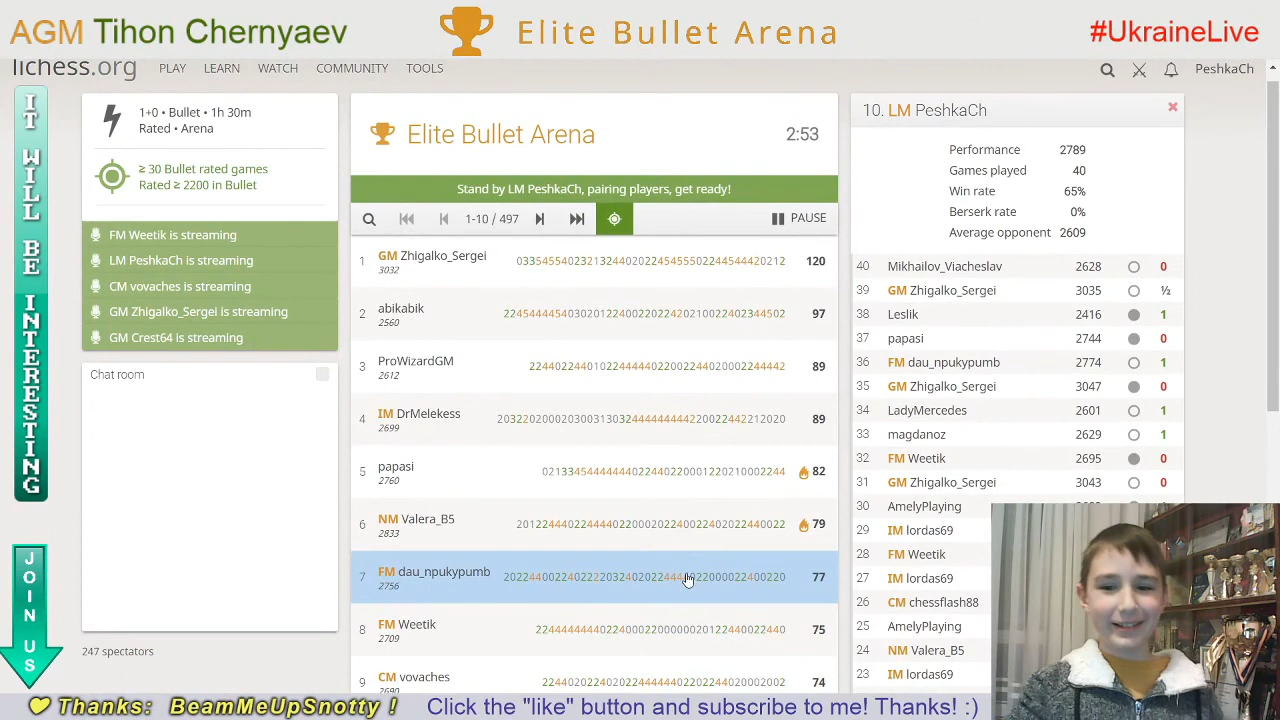 AGM Tihon Chernyaev
Elite Bullet Arena
#UkraineLive
lichess.org
PLAY LEARN WATCH COMMUNITY TOOLS
PeshkaCh
IT WILL BE INTERESTING
JOIN US
1+0 • Bullet • 1h 30m
Rated • Arena
≥ 30 Bullet rated games
Rated ≥ 2200 in Bullet
FM Weetik is streaming
LM PeshkaCh is streaming
CM vovaches is streaming
GM Zhigalko_Sergei is streaming
GM Crest64 is streaming
Chat room
247 spectators
Elite Bullet Arena 2:53
Stand by LM PeshkaCh, pairing players, get ready!
1-10 / 497 PAUSE
1 GM Zhigalko_Sergei 120
3032
2 abikabik 97
2560
3 ProWizardGM 89
2612
4 IM DrMelekess 89
2699
5 papasi 82
2760
6 NM Valera_B5 79
2833
7 FM dau_npukypumb 77
2756
8 FM Weetik 75
2709
9 CM vovaches 74
2690
10. LM PeshkaCh
Performance 2789
Games played 40
Win rate 65%
Berserk rate 0%
Average opponent 2609
40 Mikhailov_Viacheslav 2628 0
39 GM Zhigalko_Sergei 3035 ½
38 Leslik 2416 1
37 papasi 2744 0
36 FM dau_npukypumb 2774 1
35 GM Zhigalko_Sergei 3047 0
34 LadyMercedes 2601 1
33 magdanoz 2629 1
32 FM Weetik 2695 0
31 GM Zhigalko_Sergei 3043 0
30 AmelyPlaying
29 IM lordas69
28 FM Weetik
27 IM lordas69
26 CM chessflash88
25 AmelyPlaying
24 NM Valera_B5
23 IM lordas69
Thanks: BeamMeUpSnotty !
Click the "like" button and subscribe to me! Thanks! :)